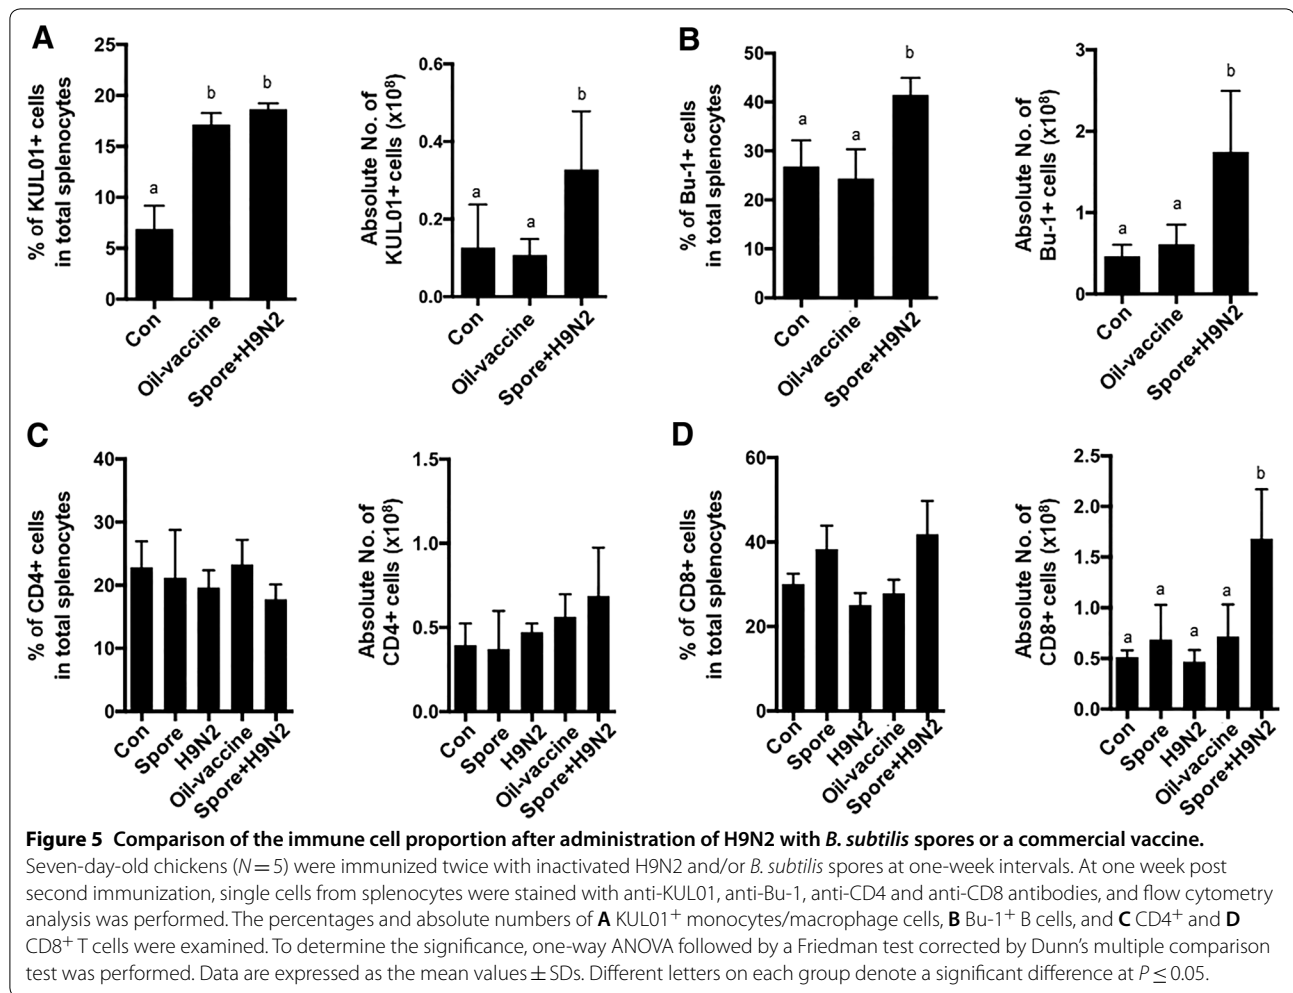 A
25
20
15
10
5
0
% of KUL01+ cells
in total splenocytes
a
b
b
Con
Oil-vaccine
Spore+H9N2
0.6
0.4
0.2
0.0
Absolute No. of
KUL01+ cells (x10⁸)
a
a
b
Con
Oil-vaccine
Spore+H9N2
B
50
40
30
20
10
0
% of Bu-1+ cells
in total splenocytes
a
a
b
Con
Oil-vaccine
Spore+H9N2
3
2
1
0
Absolute No. of
Bu-1+ cells (x10⁸)
a
a
b
Con
Oil-vaccine
Spore+H9N2
C
40
30
20
10
0
% of CD4+ cells
in total splenocytes
Con
Spore
H9N2
Oil-vaccine
Spore+H9N2
1.5
1.0
0.5
0.0
Absolute No. of
CD4+ cells (x10⁸)
Con
Spore
H9N2
Oil-vaccine
Spore+H9N2
D
60
40
20
0
% of CD8+ cells
in total splenocytes
Con
Spore
H9N2
Oil-vaccine
Spore+H9N2
2.5
2.0
1.5
1.0
0.5
0.0
Absolute No. of
CD8+ cells (x10⁸)
a
a
a
a
b
Con
Spore
H9N2
Oil-vaccine
Spore+H9N2
Figure 5 Comparison of the immune cell proportion after administration of H9N2 with B. subtilis spores or a commercial vaccine.
Seven-day-old chickens (N = 5) were immunized twice with inactivated H9N2 and/or B. subtilis spores at one-week intervals. At one week post
second immunization, single cells from splenocytes were stained with anti-KUL01, anti-Bu-1, anti-CD4 and anti-CD8 antibodies, and flow cytometry
analysis was performed. The percentages and absolute numbers of A KUL01⁺ monocytes/macrophage cells, B Bu-1⁺ B cells, and C CD4⁺ and D
CD8⁺ T cells were examined. To determine the significance, one-way ANOVA followed by a Friedman test corrected by Dunn's multiple comparison
test was performed. Data are expressed as the mean values ± SDs. Different letters on each group denote a significant difference at P ≤ 0.05.